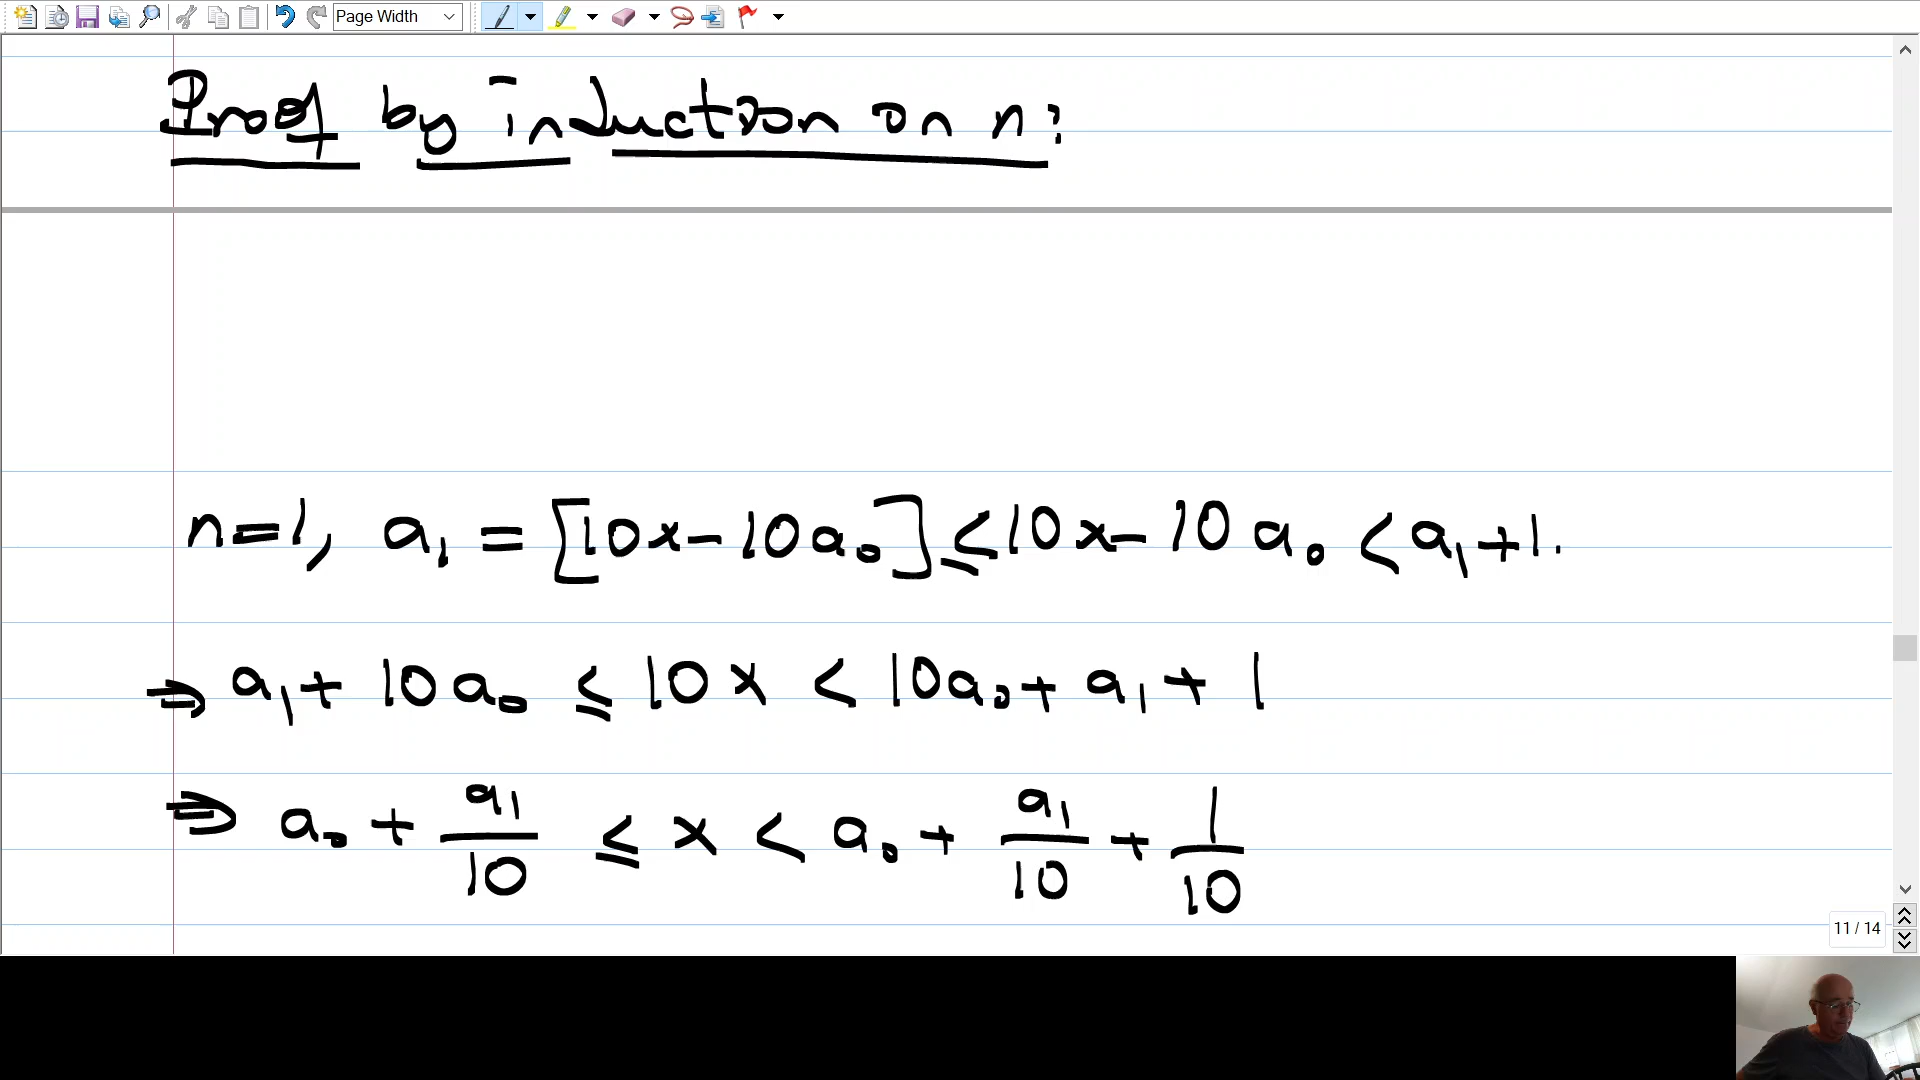 Page Width
Proof by induction on n:
n=1, a₁ = [10x-10a₀] ≤ 10x-10a₀ < a₁+1.
⇒ a₁ + 10a₀ ≤ 10x < 10a₀ + a₁ + 1
⇒ a₀ + a₁/10 ≤ x < a₀ + a₁/10 + 1/10
11 / 14